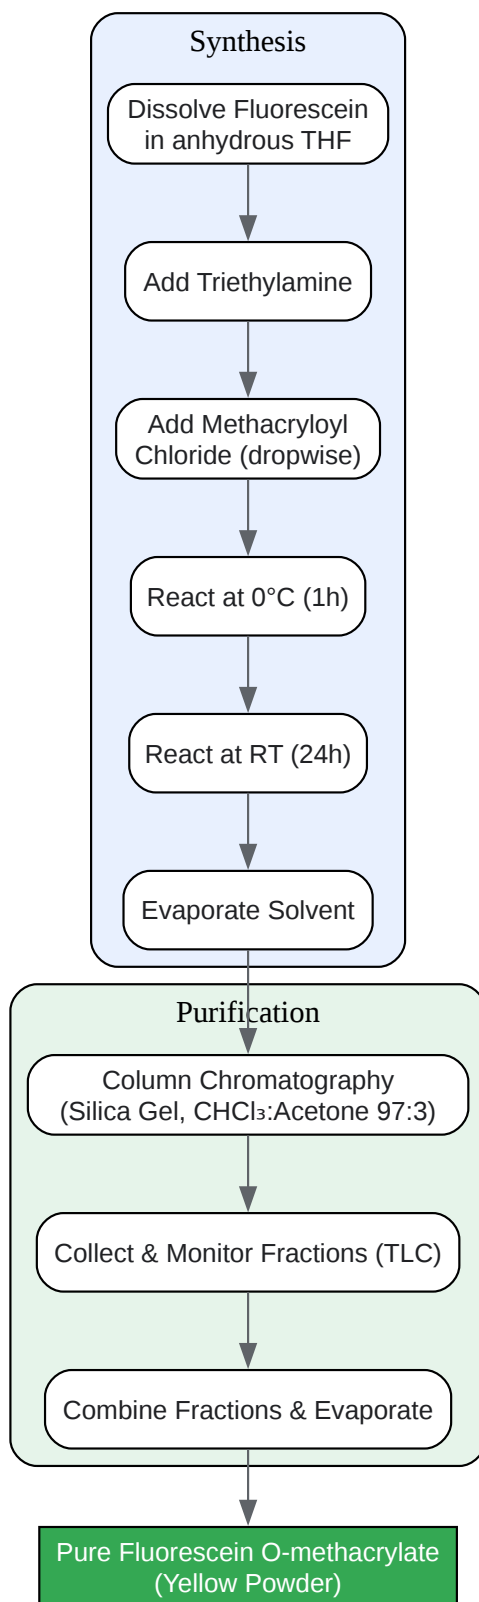 Synthesis
Dissolve Fluorescein
in anhydrous THF
Add Triethylamine
Add Methacryloyl
Chloride (dropwise)
React at 0°C (1h)
React at RT (24h)
Evaporate Solvent
Purification
Column Chromatography
(Silica Gel, CHCl₃:Acetone 97:3)
Collect & Monitor Fractions (TLC)
Combine Fractions & Evaporate
Pure Fluorescein O-methacrylate
(Yellow Powder)